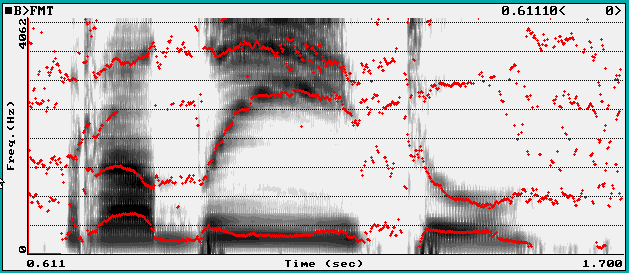 ■B>FMT 0.61110< 0>
4062
Freq.(Hz)
0
0.611 Time (sec) 1.700